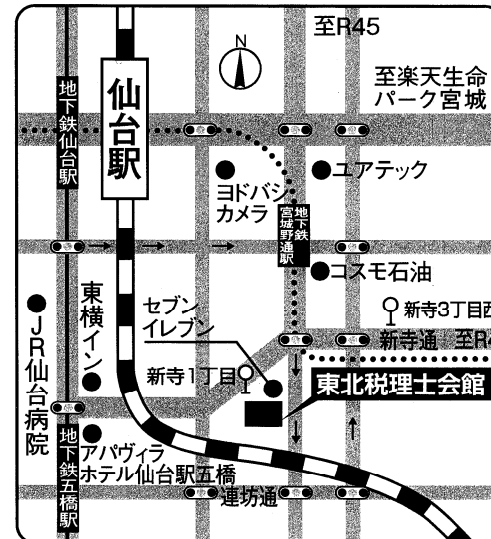 至R45
N
至楽天生命
パーク宮城
地下鉄仙台駅
仙台駅
ヨドバシ
カメラ
ユアテック
地下鉄
宮城野通駅
コスモ石油
新寺3丁目西
新寺通 至R4
東横イン
セブン
イレブン
JR仙台病院
新寺1丁目
東北税理士会館
アパヴィラ
ホテル仙台駅五橋
地下鉄五橋駅
連坊通